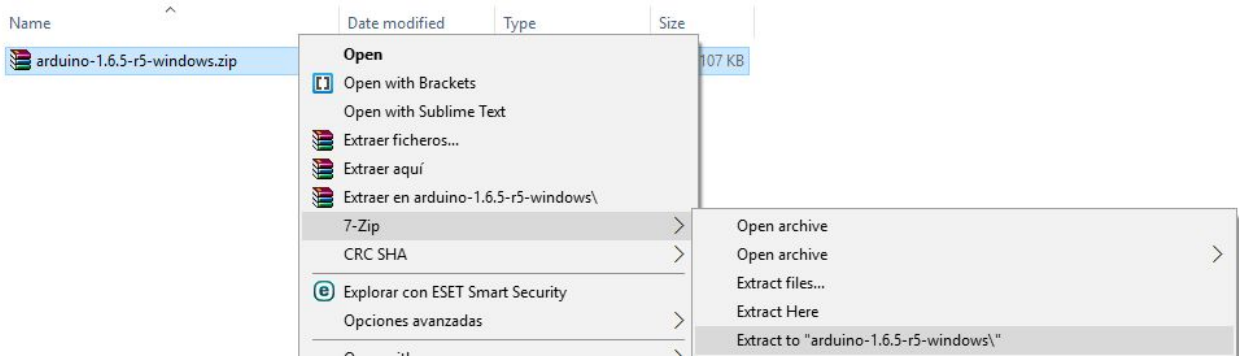 Name Date modified Type Size
arduino-1.6.5-r5-windows.zip 107 KB
Open
Open with Brackets
Open with Sublime Text
Extraer ficheros...
Extraer aquí
Extraer en arduino-1.6.5-r5-windows\
7-Zip
CRC SHA
Explorar con ESET Smart Security
Opciones avanzadas
Open archive
Open archive
Extract files...
Extract Here
Extract to "arduino-1.6.5-r5-windows\"